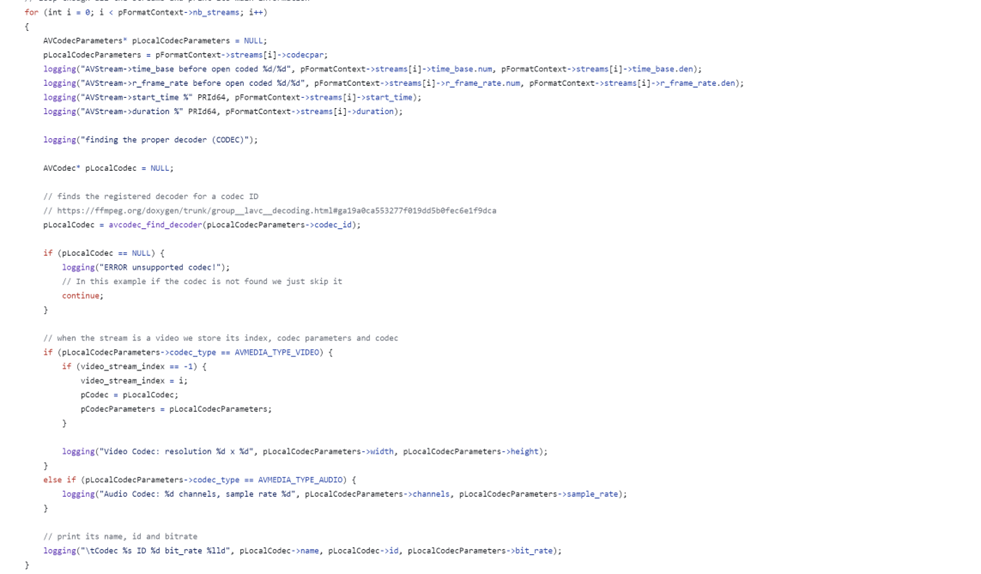 for (int i = 0; i < pFormatContext->nb_streams; i++)
{
AVCodecParameters* pLocalCodecParameters = NULL;
pLocalCodecParameters = pFormatContext->streams[i]->codecpar;
logging("AVStream->time_base before open coded %d/%d", pFormatContext->streams[i]->time_base.num, pFormatContext->streams[i]->time_base.den);
logging("AVStream->r_frame_rate before open coded %d/%d", pFormatContext->streams[i]->r_frame_rate.num, pFormatContext->streams[i]->r_frame_rate.den);
logging("AVStream->start_time %" PRId64, pFormatContext->streams[i]->start_time);
logging("AVStream->duration %" PRId64, pFormatContext->streams[i]->duration);
logging("finding the proper decoder (CODEC)");
AVCodec* pLocalCodec = NULL;
// finds the registered decoder for a codec ID
// https://ffmpeg.org/doxygen/trunk/group__lavc__decoding.html#ga19a0ca553277f019dd5b0fec6e1f9dca
pLocalCodec = avcodec_find_decoder(pLocalCodecParameters->codec_id);
if (pLocalCodec == NULL) {
logging("ERROR unsupported codec!");
// In this example if the codec is not found we just skip it
continue;
}
// when the stream is a video we store its index, codec parameters and codec
if (pLocalCodecParameters->codec_type == AVMEDIA_TYPE_VIDEO) {
if (video_stream_index == -1) {
video_stream_index = i;
pCodec = pLocalCodec;
pCodecParameters = pLocalCodecParameters;
}
logging("Video Codec: resolution %d x %d", pLocalCodecParameters->width, pLocalCodecParameters->height);
}
else if (pLocalCodecParameters->codec_type == AVMEDIA_TYPE_AUDIO) {
logging("Audio Codec: %d channels, sample rate %d", pLocalCodecParameters->channels, pLocalCodecParameters->sample_rate);
}
// print its name, id and bitrate
logging("\tCodec %s ID %d bit_rate %lld", pLocalCodec->name, pLocalCodec->id, pLocalCodecParameters->bit_rate);
}